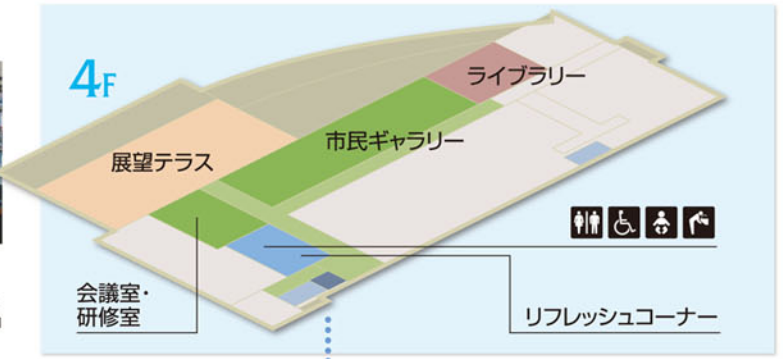 4F
ライブラリー
市民ギャラリー
展望テラス
会議室・
研修室
リフレッシュコーナー